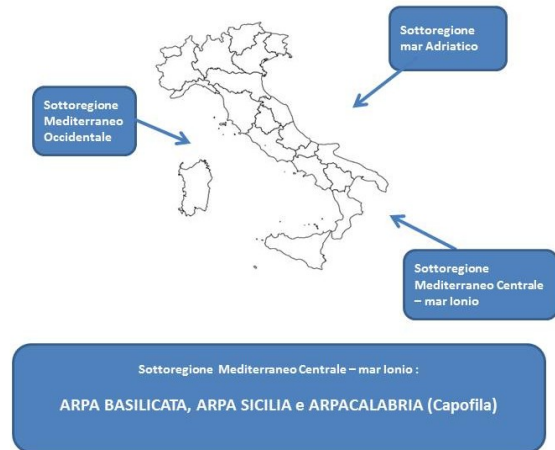 Sottoregione
mar Adriatico
Sottoregione
Mediterraneo
Occidentale
Sottoregione
Mediterraneo Centrale
– mar Ionio
Sottoregione Mediterraneo Centrale – mar Ionio :
ARPA BASILICATA, ARPA SICILIA e ARPACALABRIA (Capofila)